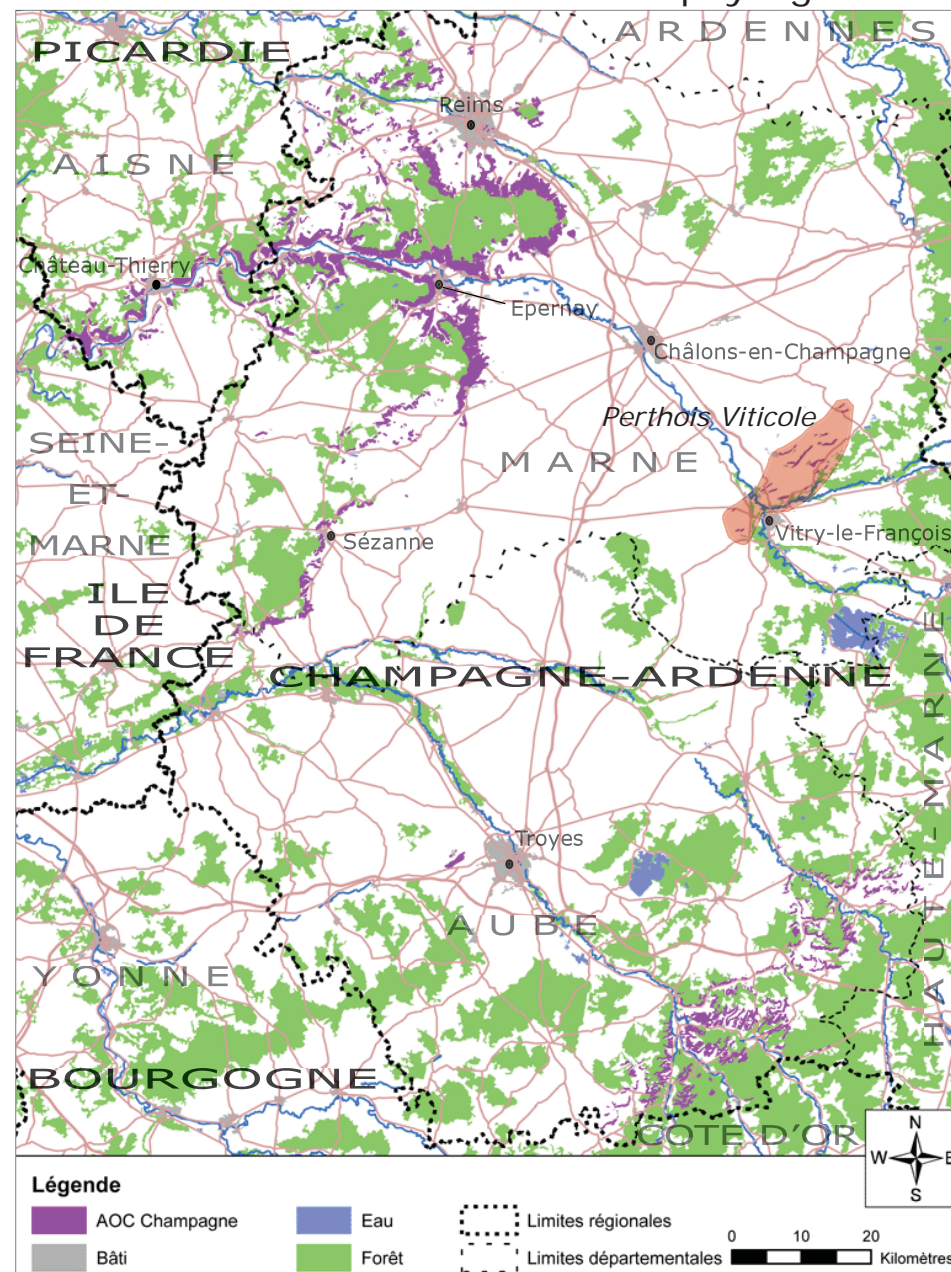 ARDENNES
PICARDIE
Reims
AISNE
Château-Thierry
Epernay
Châlons-en-Champagne
Perthois Viticole
SEINE-
ET-
MARNE
MARNE
Vitry-le-François
Sézanne
ILE
DE
FRANCE
CHAMPAGNE-ARDENNE
HAUTE-MARNE
Troyes
AUBE
YONNE
BOURGOGNE
COTE D'OR
N
W E
S
Légende
AOC Champagne
Eau
Limites régionales
0 10 20
Bâti
Forêt
Limites départementales
Kilomètres